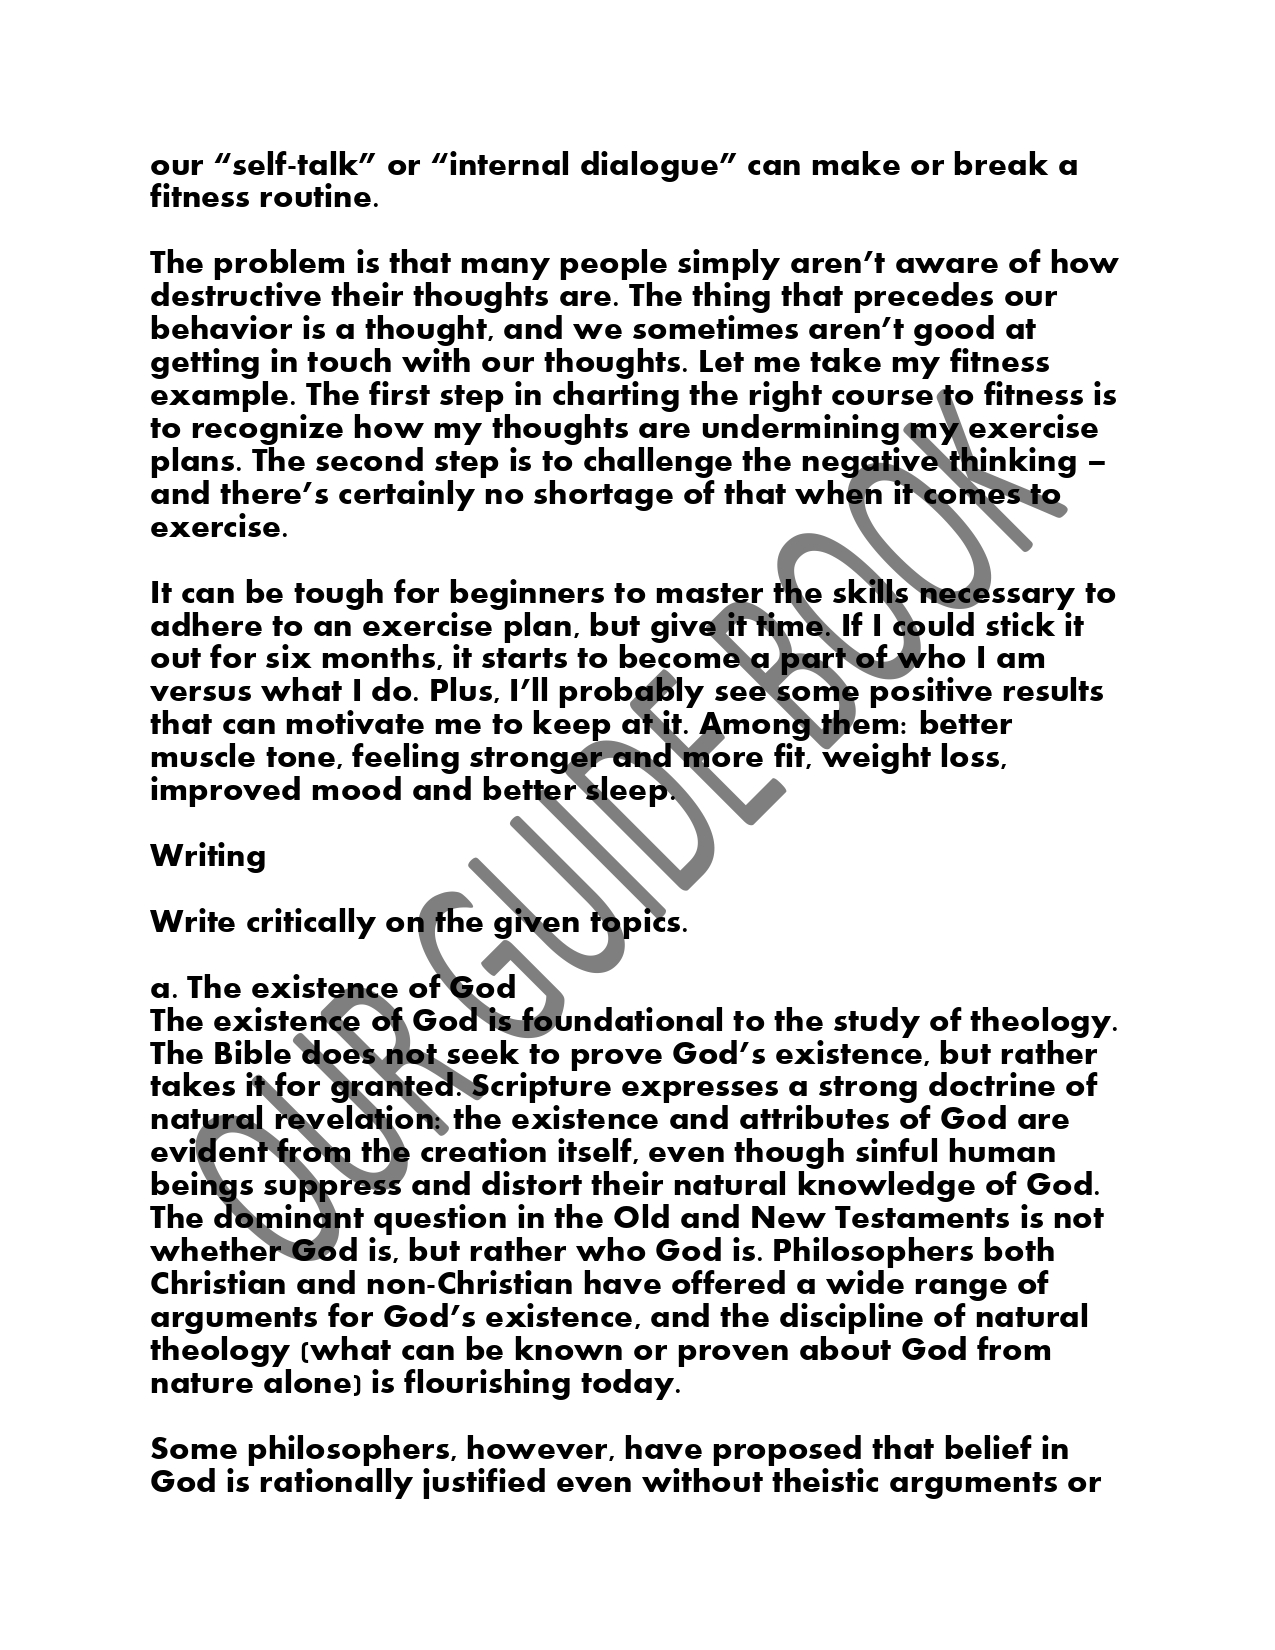 our “self-talk” or “internal dialogue” can make or break a
fitness routine.
The problem is that many people simply aren’t aware of how
destructive their thoughts are. The thing that precedes our
behavior is a thought, and we sometimes aren’t good at
getting in touch with our thoughts. Let me take my fitness
example. The first step in charting the right course to fitness is
to recognize how my thoughts are undermining my exercise
plans. The second step is to challenge the negative thinking –
and there’s certainly no shortage of that when it comes to
exercise.
It can be tough for beginners to master the skills necessary to
adhere to an exercise plan, but give it time. If I could stick it
out for six months, it starts to become a part of who I am
versus what I do. Plus, I’ll probably see some positive results
that can motivate me to keep at it. Among them: better
muscle tone, feeling stronger and more fit, weight loss,
improved mood and better sleep.
Writing
Write critically on the given topics.
a. The existence of God
The existence of God is foundational to the study of theology.
The Bible does not seek to prove God’s existence, but rather
takes it for granted. Scripture expresses a strong doctrine of
natural revelation: the existence and attributes of God are
evident from the creation itself, even though sinful human
beings suppress and distort their natural knowledge of God.
The dominant question in the Old and New Testaments is not
whether God is, but rather who God is. Philosophers both
Christian and non-Christian have offered a wide range of
arguments for God’s existence, and the discipline of natural
theology (what can be known or proven about God from
nature alone) is flourishing today.
Some philosophers, however, have proposed that belief in
God is rationally justified even without theistic arguments or
OUR GUIDE BOOK